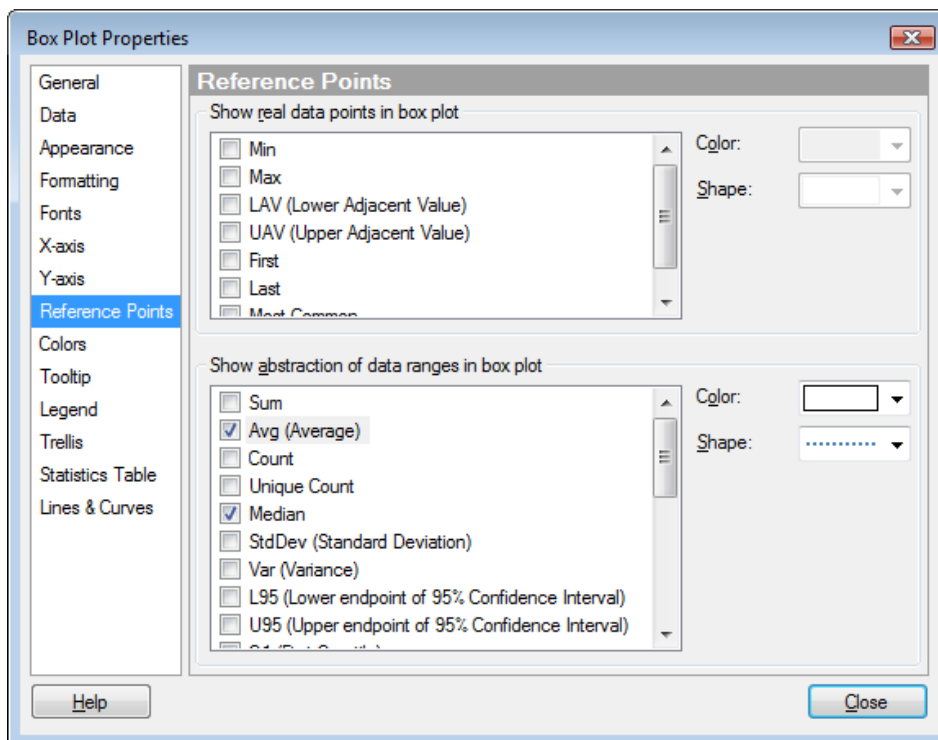 Box Plot Properties
General
Data
Appearance
Formatting
Fonts
X-axis
Y-axis
Reference Points
Colors
Tooltip
Legend
Trellis
Statistics Table
Lines & Curves
Reference Points
Show real data points in box plot
Min
Max
LAV (Lower Adjacent Value)
UAV (Upper Adjacent Value)
First
Last
Most Common
Color:
Shape:
Show abstraction of data ranges in box plot
Sum
Avg (Average)
Count
Unique Count
Median
StdDev (Standard Deviation)
Var (Variance)
L95 (Lower endpoint of 95% Confidence Interval)
U95 (Upper endpoint of 95% Confidence Interval)
Color:
Shape:
Help
Close